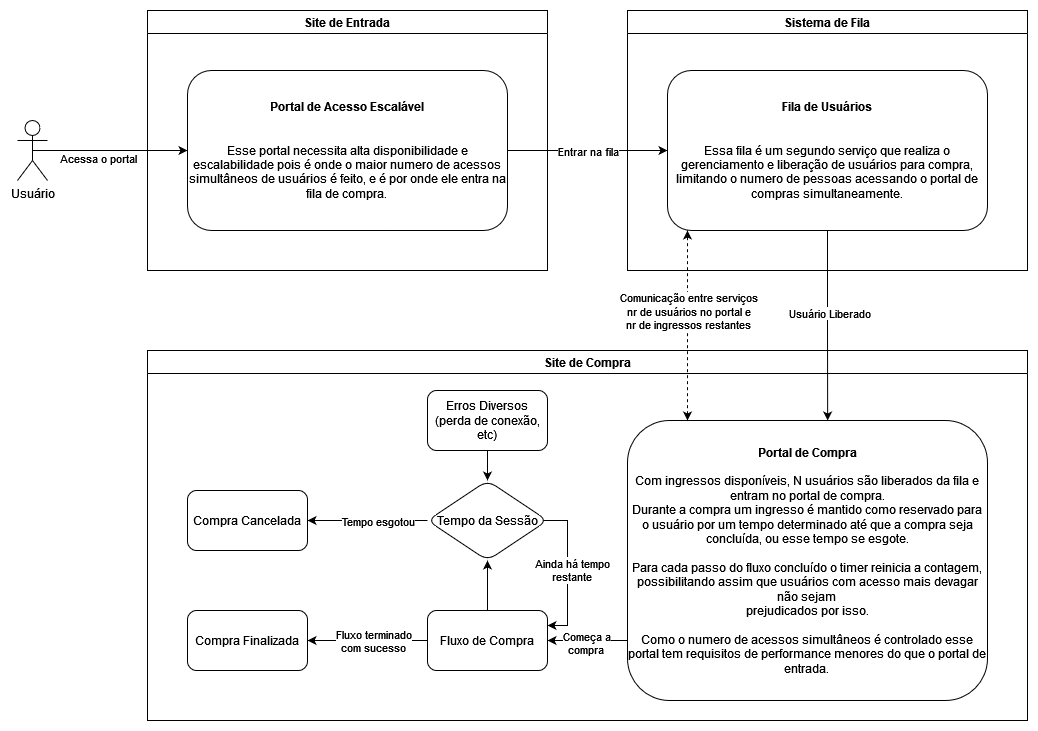 Site de Entrada
Portal de Acesso Escalável
Esse portal necessita alta disponibilidade e
escalabilidade pois é onde o maior numero de acessos
simultâneos de usuários é feito, e é por onde ele entra na
fila de compra.
Usuário
Acessa o portal
Entrar na fila
Sistema de Fila
Fila de Usuários
Essa fila é um segundo serviço que realiza o
gerenciamento e liberação de usuários para compra,
limitando o numero de pessoas acessando o portal de
compras simultaneamente.
Comunicação entre serviços
nr de usuários no portal e
nr de ingressos restantes
Usuário Liberado
Site de Compra
Erros Diversos
(perda de conexão,
etc)
Tempo da Sessão
Tempo esgotou
Compra Cancelada
Ainda há tempo
restante
Fluxo de Compra
Fluxo terminado
com sucesso
Compra Finalizada
Começa a
compra
Portal de Compra
Com ingressos disponíveis, N usuários são liberados da fila e
entram no portal de compra.
Durante a compra um ingresso é mantido como reservado para
o usuário por um tempo determinado até que a compra seja
concluída, ou esse tempo se esgote.
Para cada passo do fluxo concluído o timer reinicia a contagem,
possibilitando assim que usuários com acesso mais devagar
não sejam
prejudicados por isso.
Como o numero de acessos simultâneos é controlado esse
portal tem requisitos de performance menores do que o portal de
entrada.